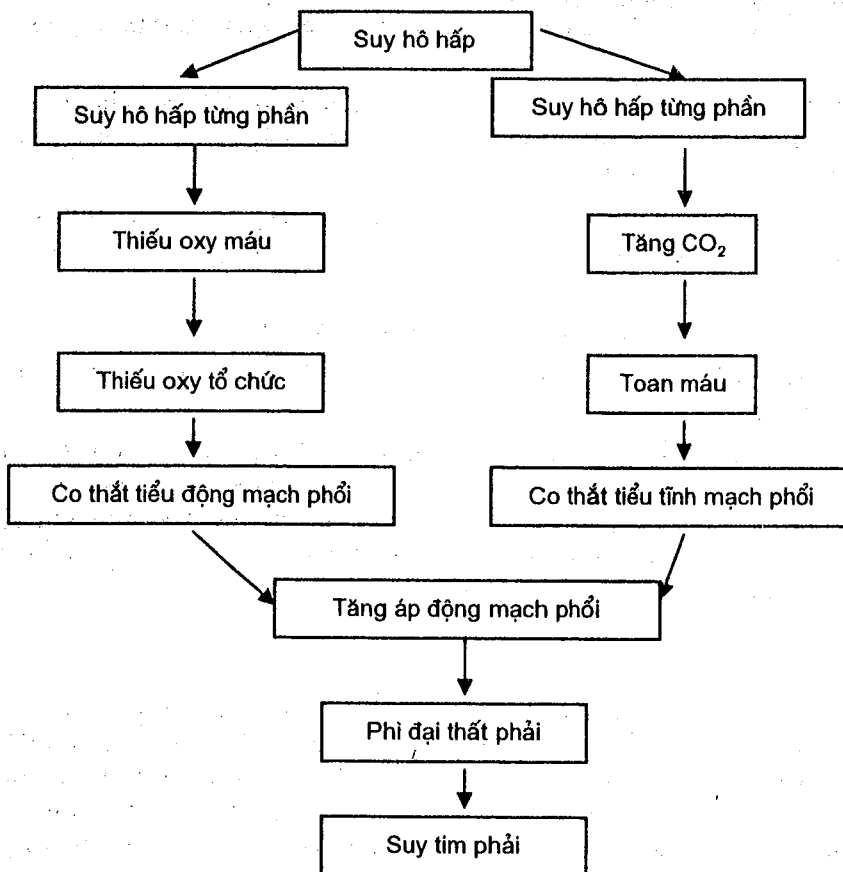 Suy hô hấp
Suy hô hấp từng phần
Suy hô hấp từng phần
Thiếu oxy máu
Tăng CO₂
Thiếu oxy tổ chức
Toan máu
Co thắt tiểu động mạch phổi
Co thắt tiểu tĩnh mạch phổi
Tăng áp động mạch phổi
Phì đại thất phải
Suy tim phải